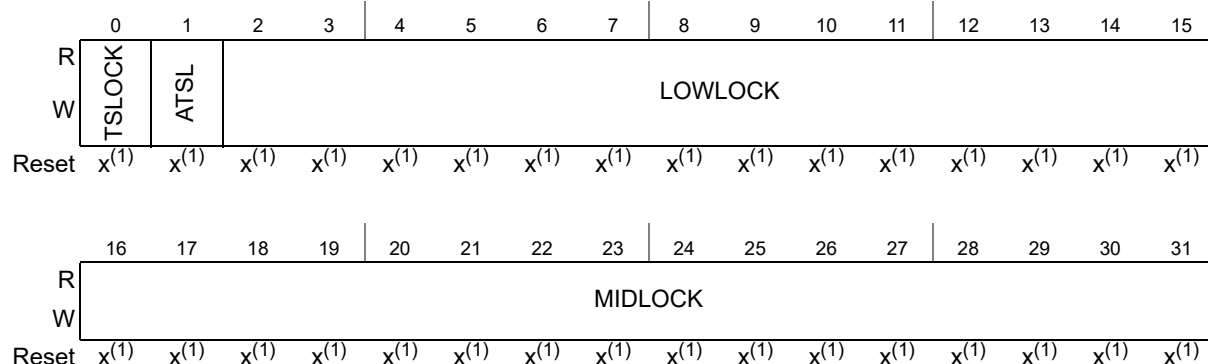 0 1 2 3 4 5 6 7 8 9 10 11 12 13 14 15
R
W
TSLOCK ATSL LOWLOCK
Reset x(1) x(1) x(1) x(1) x(1) x(1) x(1) x(1) x(1) x(1) x(1) x(1) x(1) x(1) x(1) x(1)
16 17 18 19 20 21 22 23 24 25 26 27 28 29 30 31
R
W
MIDLOCK
Reset x(1) x(1) x(1) x(1) x(1) x(1) x(1) x(1) x(1) x(1) x(1) x(1) x(1) x(1) x(1) x(1)